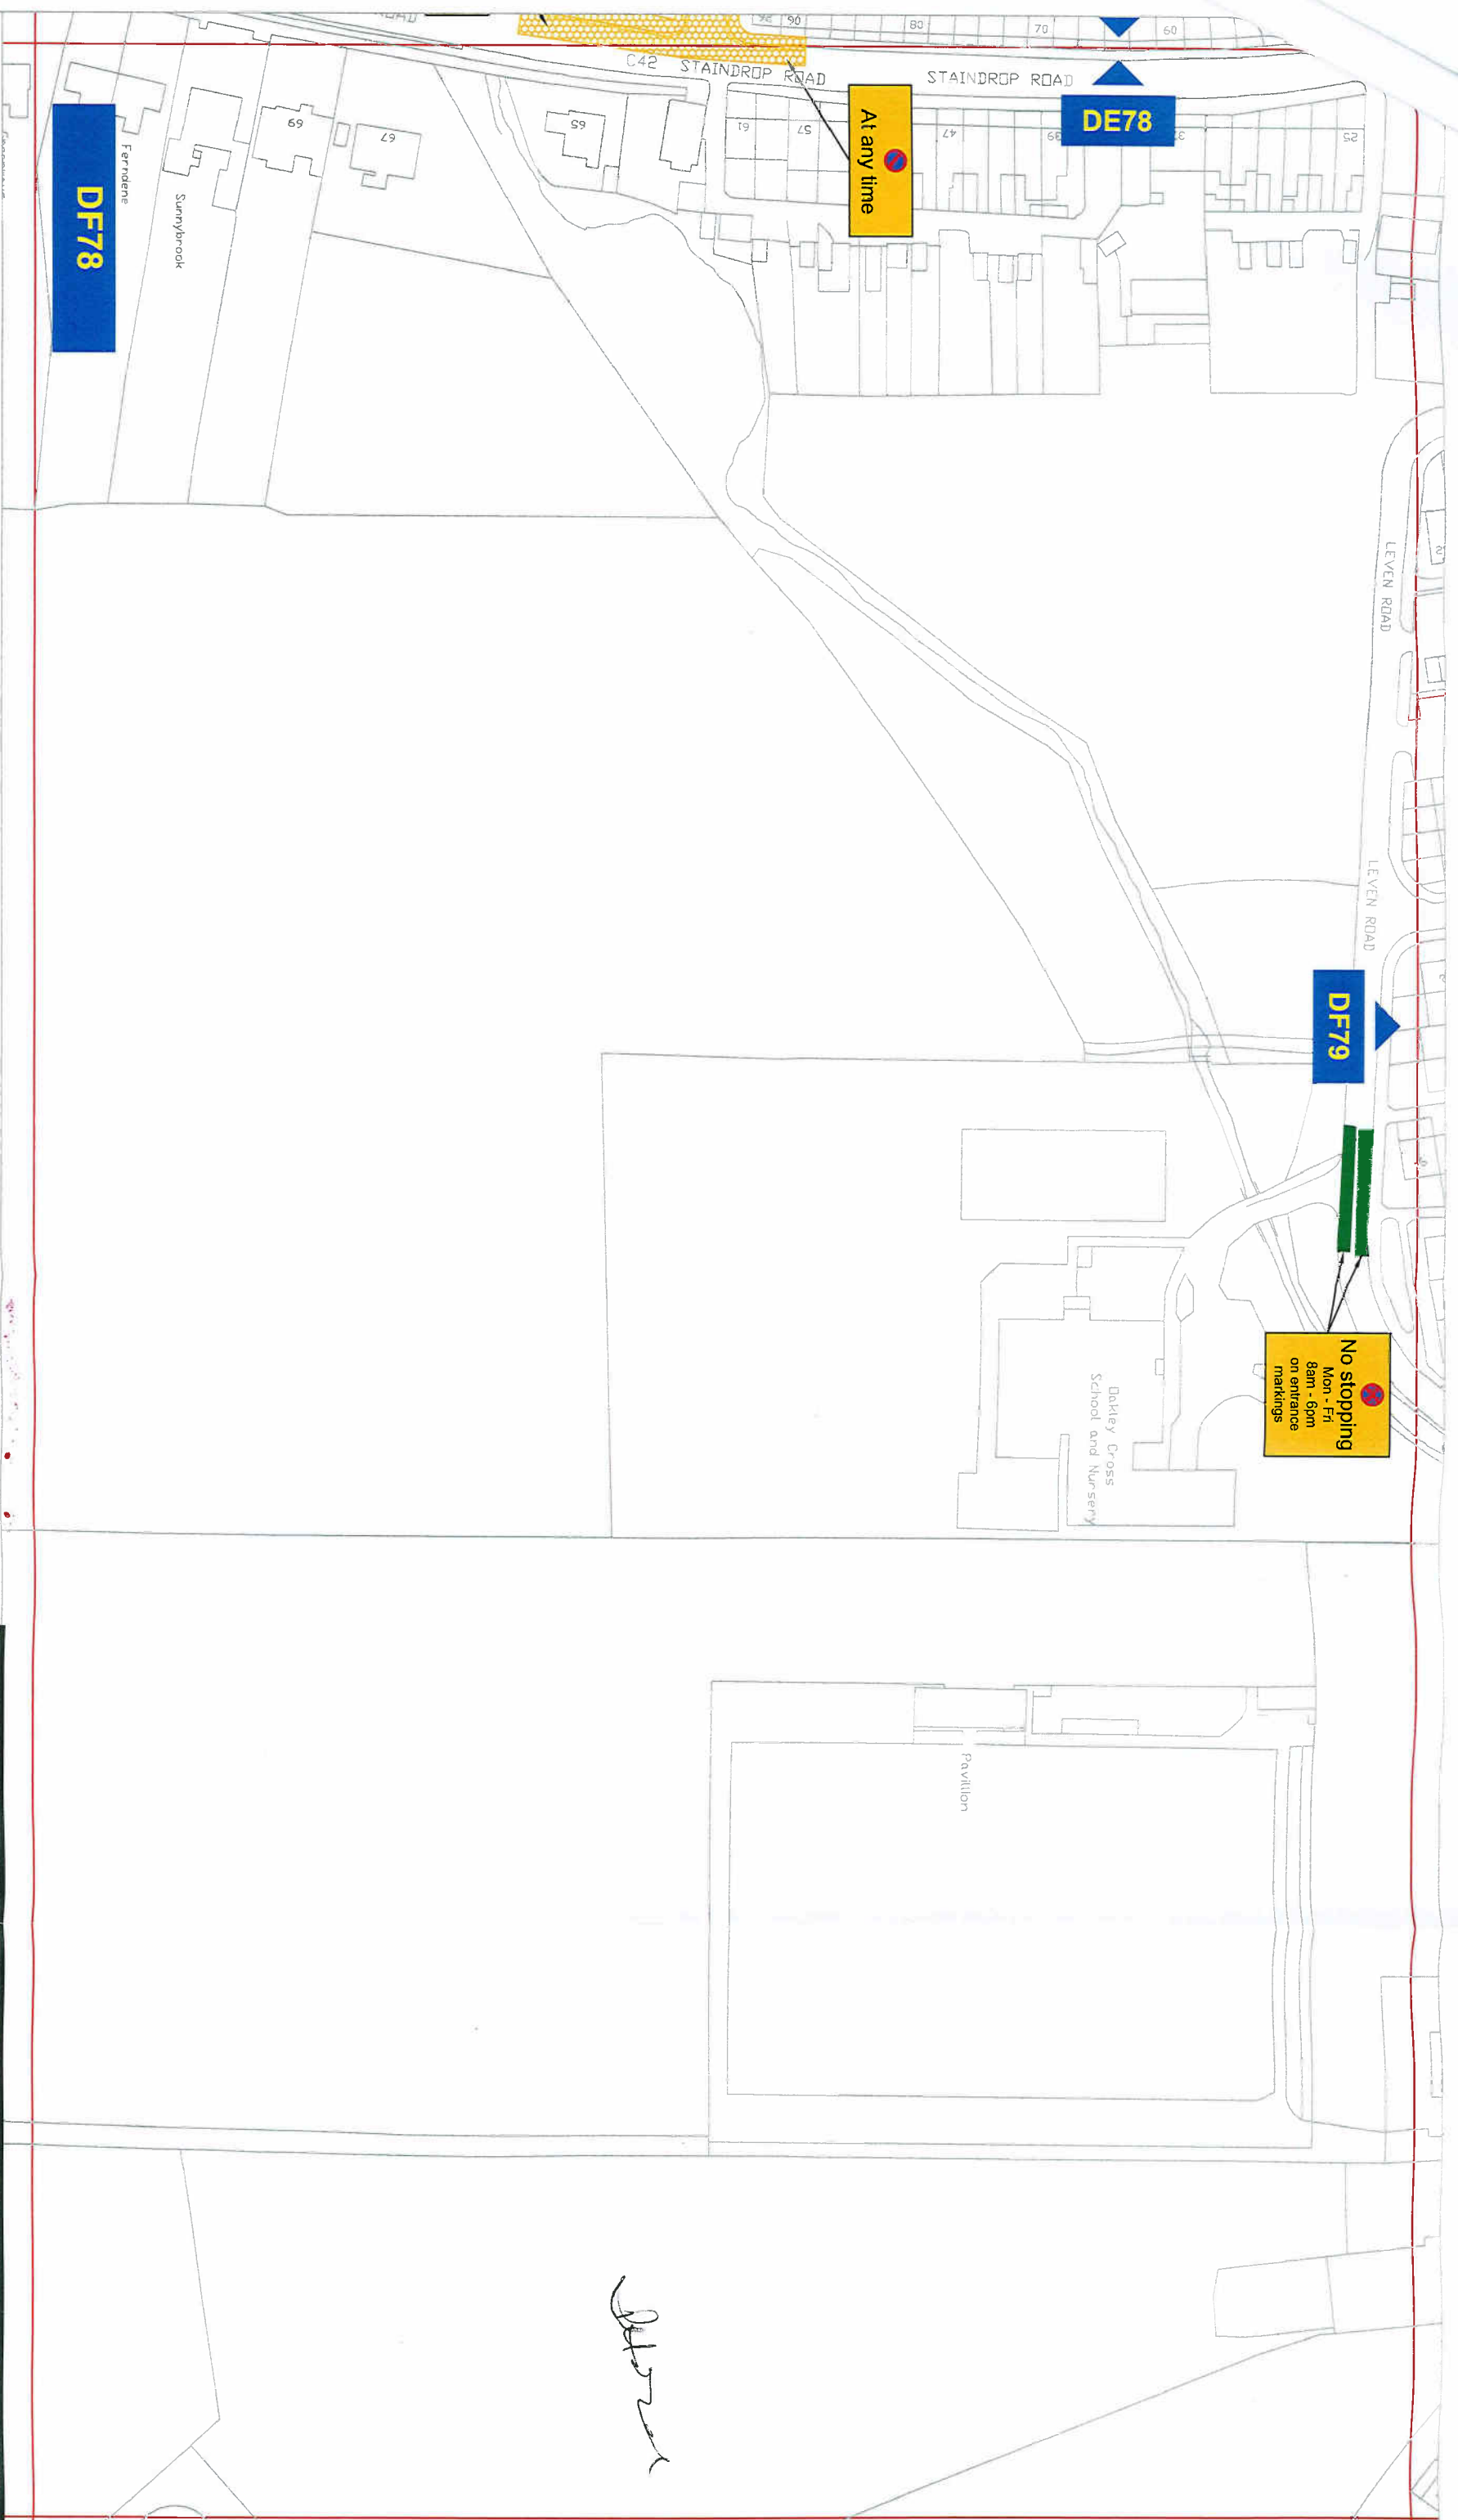 DF78
DE78
DF79
At any time
No stopping
Mon - Fri
8am - 6pm
on entrance
markings
C42 STAINDROP ROAD
STAINDROP ROAD
LEVEN ROAD
LEVEN ROAD
Ferndene
Sunnybrook
Oakley Cross
School and Nursery
Pavilion
90
80
70
60
69
67
65
61
57
47
39
25